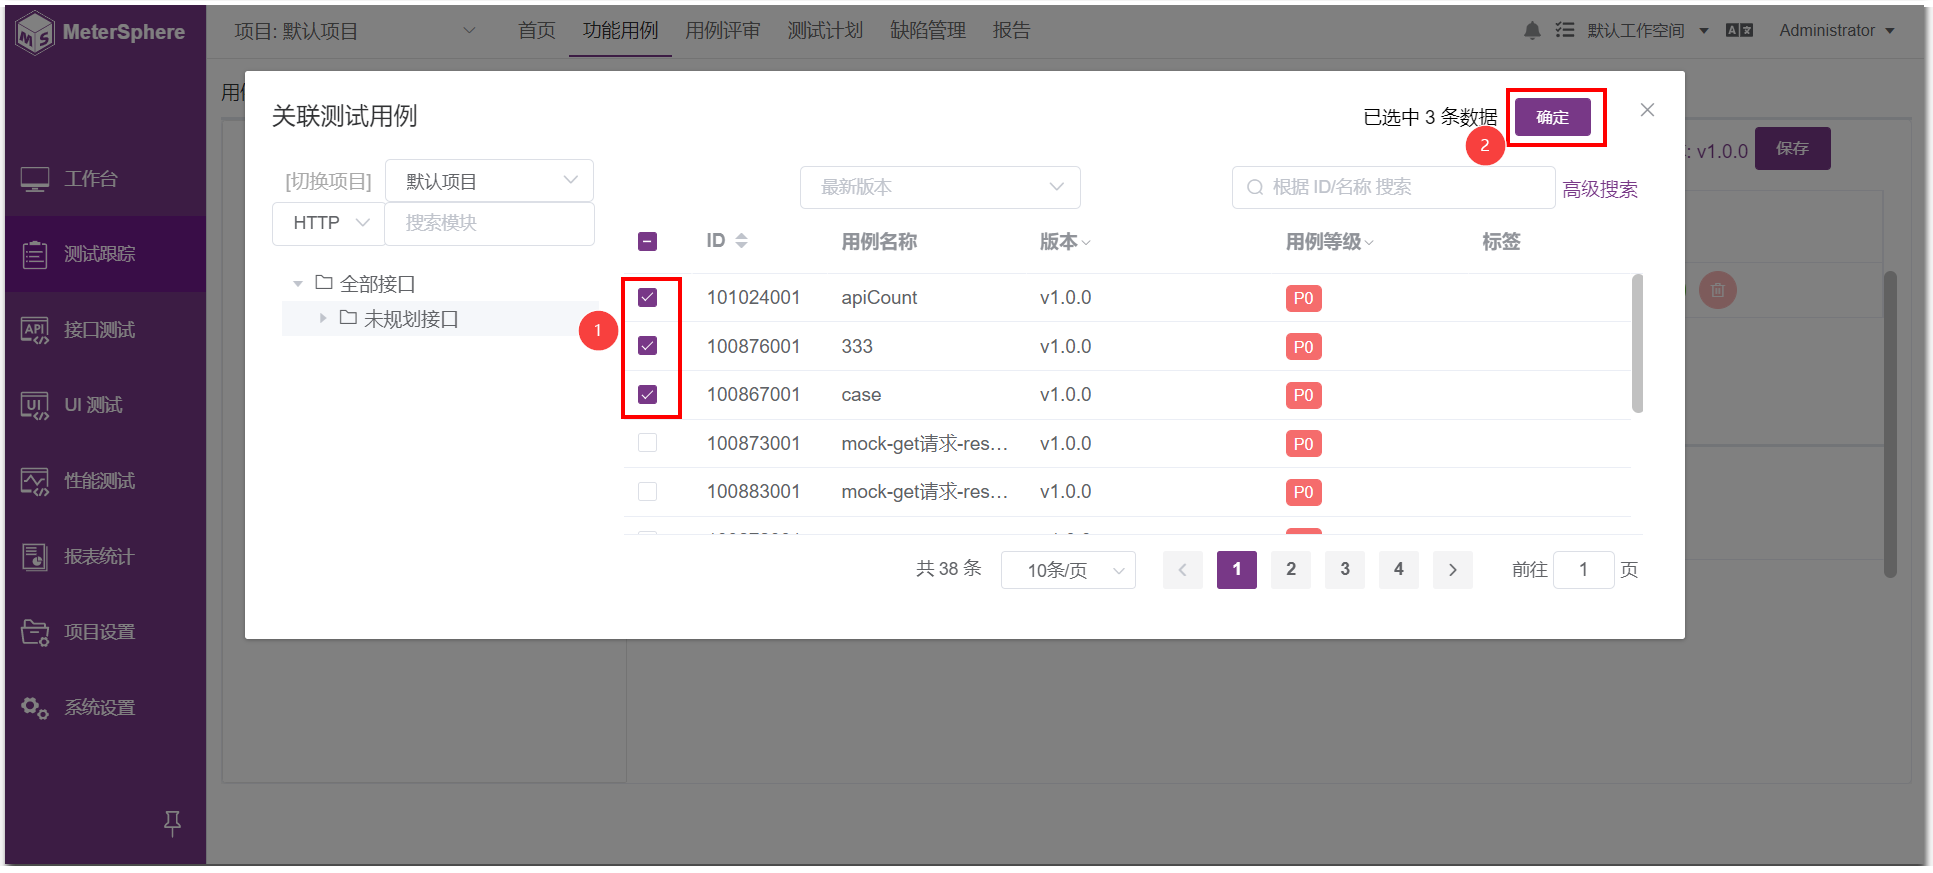 MeterSphere
项目: 默认项目
首页
功能用例
用例评审
测试计划
缺陷管理
报告
默认工作空间
Administrator
用
关联测试用例
已选中 3 条数据
确定
2
: v1.0.0
保存
工作台
测试跟踪
接口测试
UI 测试
性能测试
报表统计
项目设置
系统设置
[切换项目]
默认项目
HTTP
搜索模块
全部接口
未规划接口
1
最新版本
根据 ID/名称 搜索
高级搜索
ID 用例名称 版本 用例等级 标签
101024001 apiCount v1.0.0 P0
100876001 333 v1.0.0 P0
100867001 case v1.0.0 P0
100873001 mock-get请求-res... v1.0.0 P0
100883001 mock-get请求-res... v1.0.0 P0
共 38 条
10条/页
1 2 3 4
前往 1 页